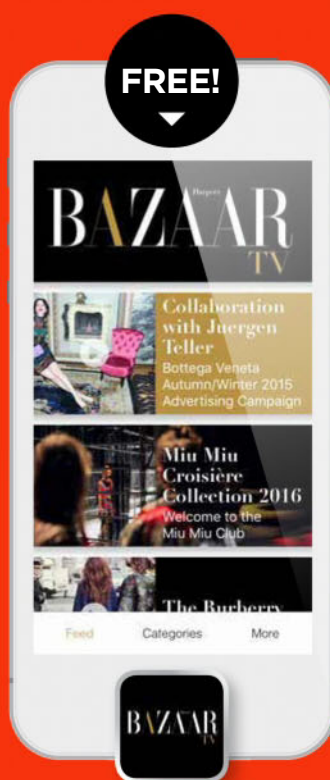 FREE!
Harper's
BAZAAR
TV
Collaboration
with Juergen
Teller
Bottega Veneta
Autumn/Winter 2015
Advertising Campaign
Miu Miu
Croisière
Collection 2016
Welcome to the
Miu Miu Club
The Burberry
Feed Categories More
BAZAAR
TV